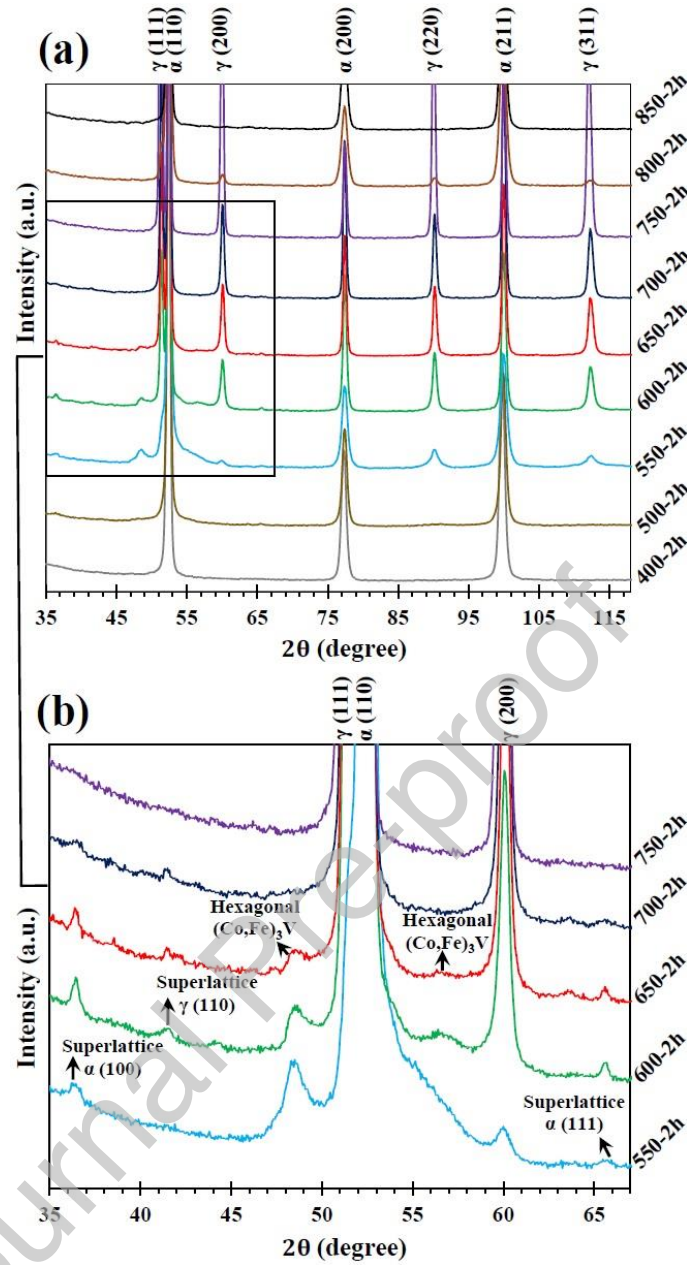 (a)
γ (111)
α (110)
γ (200)
α (200)
γ (220)
α (211)
γ (311)
Intensity (a.u.)
850-2h
800-2h
750-2h
700-2h
650-2h
600-2h
550-2h
500-2h
400-2h
35 45 55 65 75 85 95 105 115
2θ (degree)
(b)
γ (111)
α (110)
γ (200)
Intensity (a.u.)
750-2h
700-2h
650-2h
600-2h
550-2h
Hexagonal
(Co,Fe)₃V
Hexagonal
(Co,Fe)₃V
Superlattice
γ (110)
Superlattice
α (100)
Superlattice
α (111)
35 40 45 50 55 60 65
2θ (degree)
Journal Pre-proof